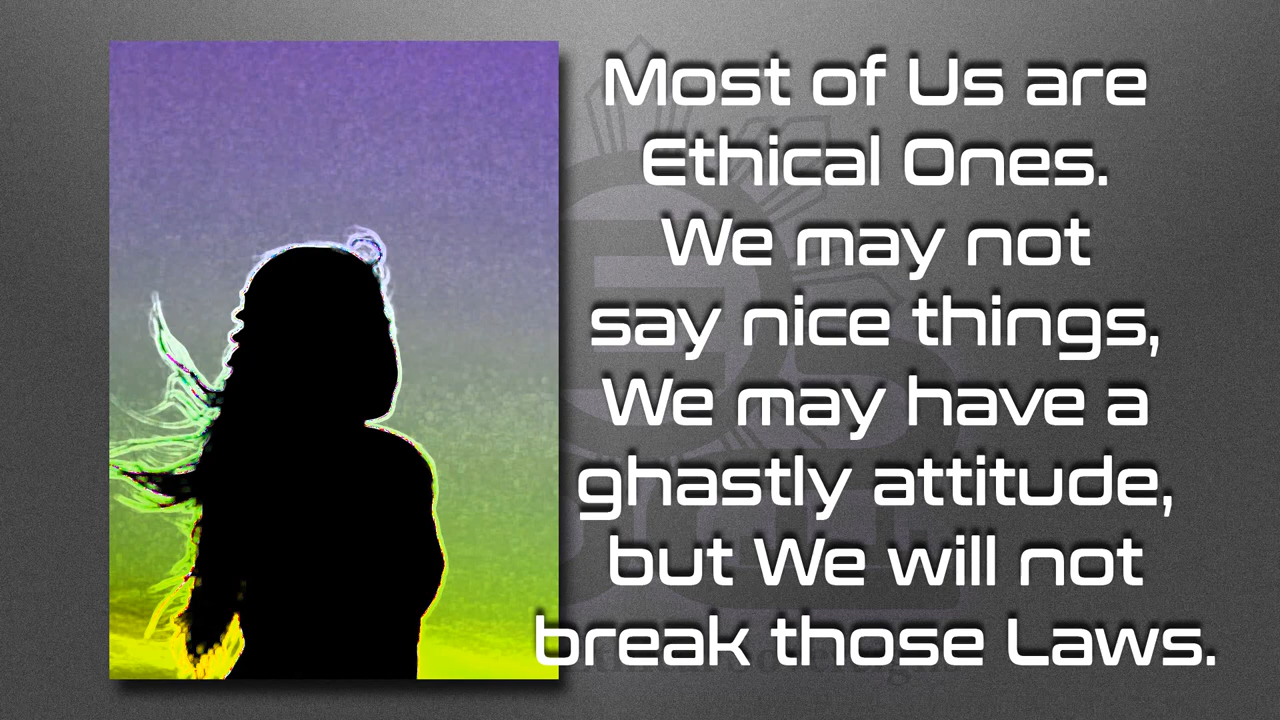 Most of Us are
Ethical Ones.
We may not
say nice things,
We may have a
ghastly attitude,
but We will not
break those Laws.